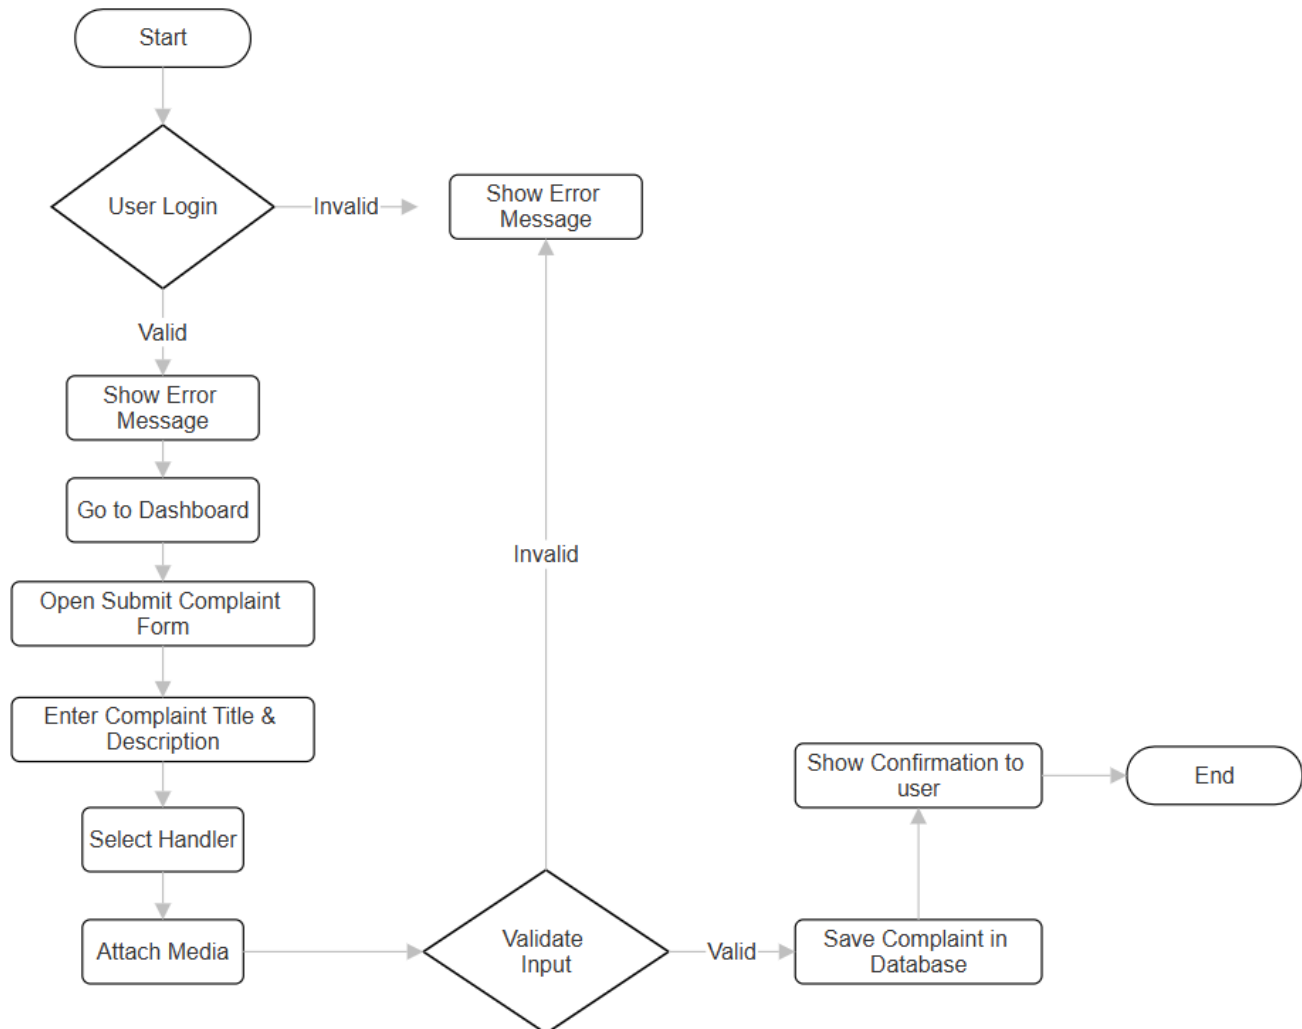 Start
User Login
Invalid
Show Error
Message
Valid
Show Error
Message
Go to Dashboard
Open Submit Complaint
Form
Enter Complaint Title &
Description
Select Handler
Attach Media
Invalid
Validate
Input
Valid
Save Complaint in
Database
Show Confirmation to
user
End